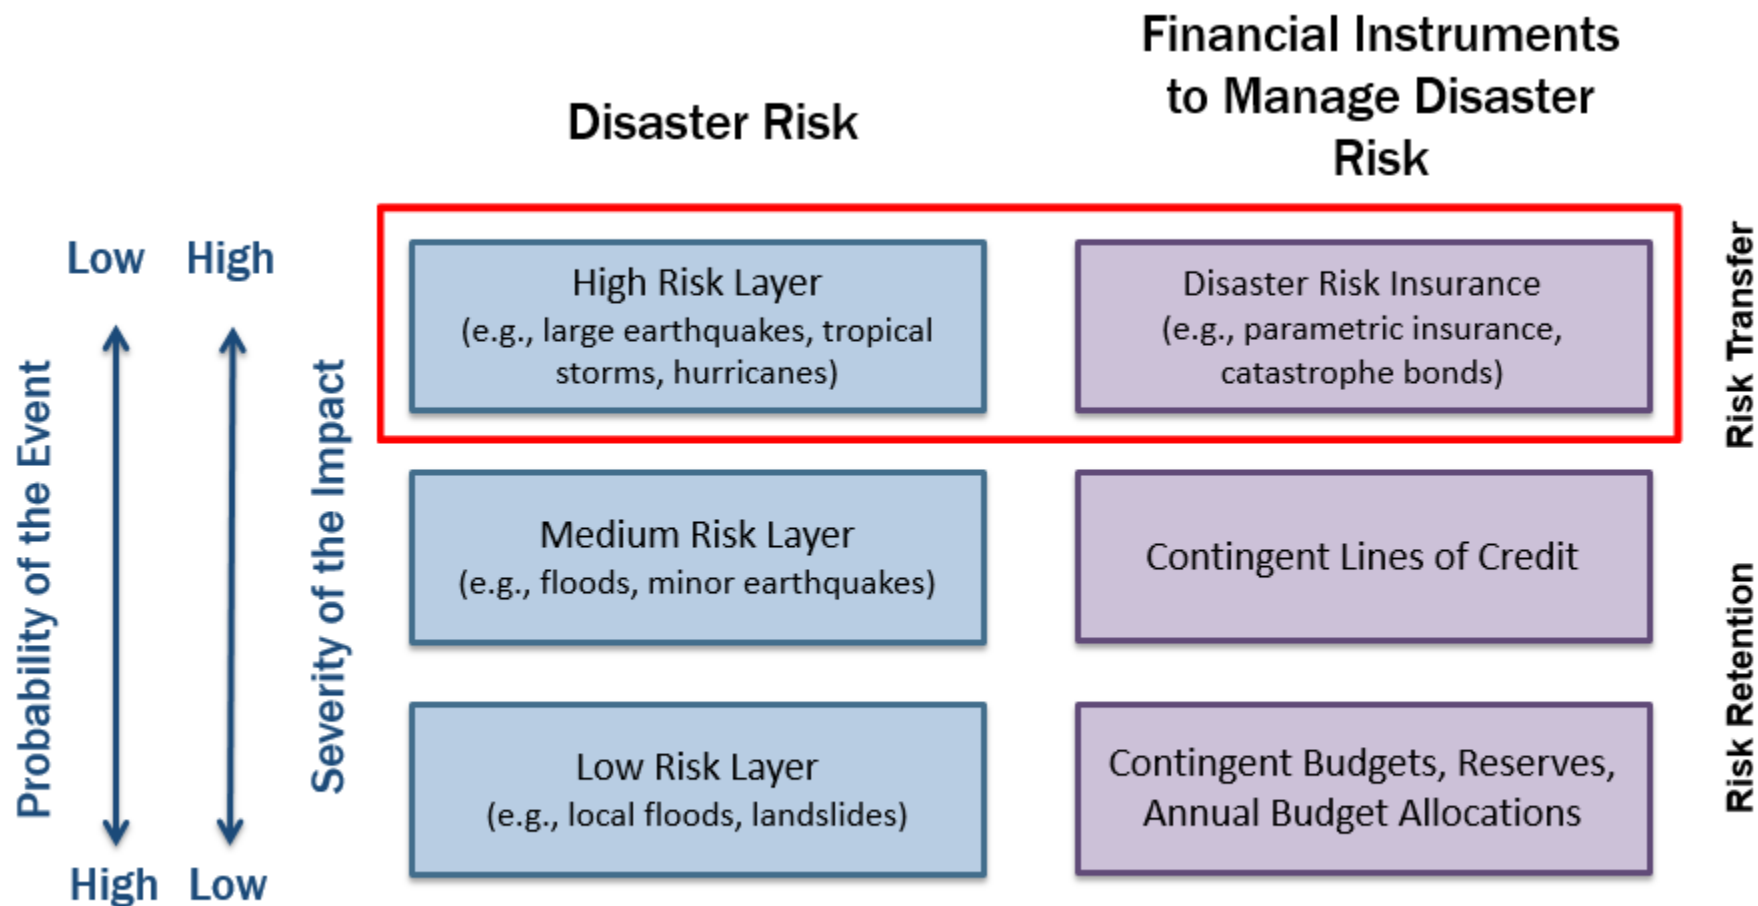 Disaster Risk
Financial Instruments
to Manage Disaster
Risk
Low
High
Probability of the Event
Severity of the Impact
High
Low
High Risk Layer
(e.g., large earthquakes, tropical
storms, hurricanes)
Disaster Risk Insurance
(e.g., parametric insurance,
catastrophe bonds)
Risk Transfer
Medium Risk Layer
(e.g., floods, minor earthquakes)
Contingent Lines of Credit
Low Risk Layer
(e.g., local floods, landslides)
Contingent Budgets, Reserves,
Annual Budget Allocations
Risk Retention